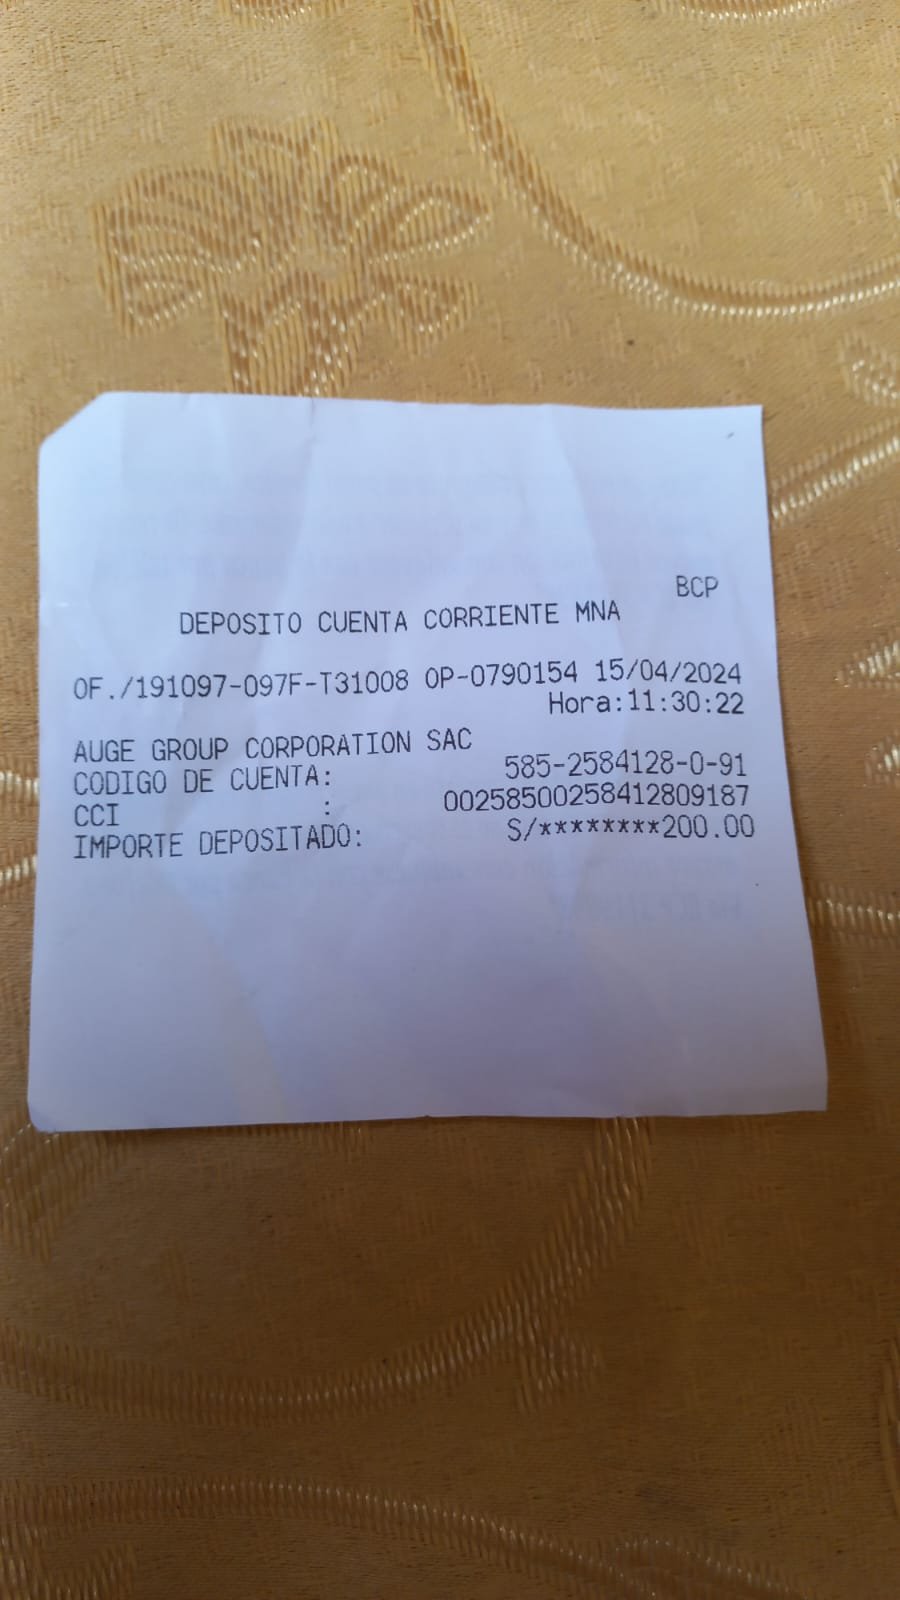 BCP
DEPOSITO CUENTA CORRIENTE MNA
OF./191097-097F-T31008 OP-0790154 15/04/2024
Hora:11:30:22
AUGE GROUP CORPORATION SAC
CODIGO DE CUENTA: 585-2584128-0-91
CCI : 00258500258412809187
IMPORTE DEPOSITADO: S/********200.00